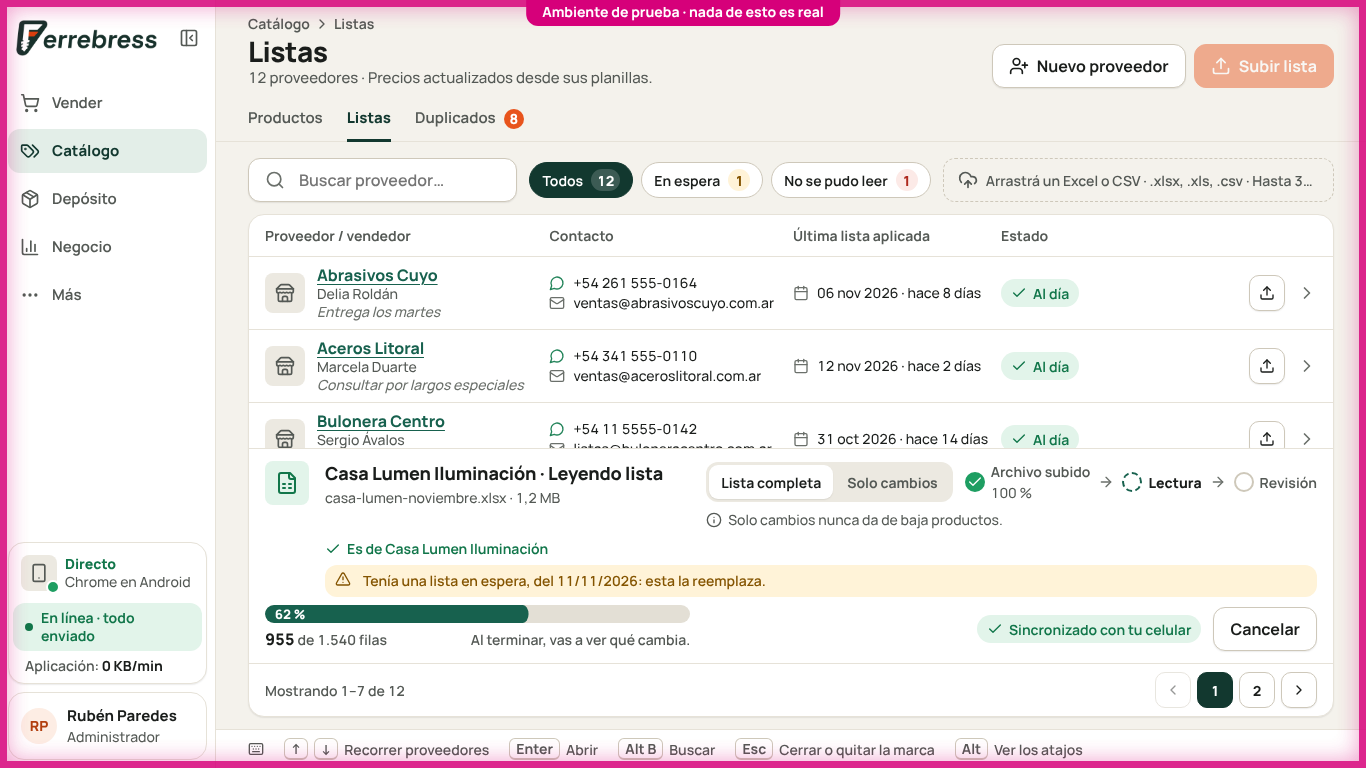 Ambiente de prueba · nada de esto es real
Ferrebress
Vender
Catálogo
Depósito
Negocio
Más
Directo
Chrome en Android
En línea · todo
enviado
Aplicación: 0 KB/min
RP
Rubén Paredes
Administrador
Catálogo > Listas
Listas
12 proveedores · Precios actualizados desde sus planillas.
Nuevo proveedor
Subir lista
Productos
Listas
Duplicados 8
Buscar proveedor…
Todos 12
En espera 1
No se pudo leer 1
Arrastrá un Excel o CSV · .xlsx, .xls, .csv · Hasta 3…
Proveedor / vendedor
Contacto
Última lista aplicada
Estado
Abrasivos Cuyo
Delia Roldán
Entrega los martes
+54 261 555-0164
ventas@abrasivoscuyo.com.ar
06 nov 2026 · hace 8 días
Al día
Aceros Litoral
Marcela Duarte
Consultar por largos especiales
+54 341 555-0110
ventas@aceroslitoral.com.ar
12 nov 2026 · hace 2 días
Al día
Bulonera Centro
Sergio Ávalos
+54 11 5555-0142
31 oct 2026 · hace 14 días
Al día
Casa Lumen Iluminación · Leyendo lista
casa-lumen-noviembre.xlsx · 1,2 MB
Lista completa
Solo cambios
Archivo subido
100 %
Lectura
Revisión
Solo cambios nunca da de baja productos.
Es de Casa Lumen Iluminación
Tenía una lista en espera, del 11/11/2026: esta la reemplaza.
62 %
955 de 1.540 filas
Al terminar, vas a ver qué cambia.
Sincronizado con tu celular
Cancelar
Mostrando 1–7 de 12
1
2
↑ ↓ Recorrer proveedores
Enter Abrir
Alt B Buscar
Esc Cerrar o quitar la marca
Alt Ver los atajos